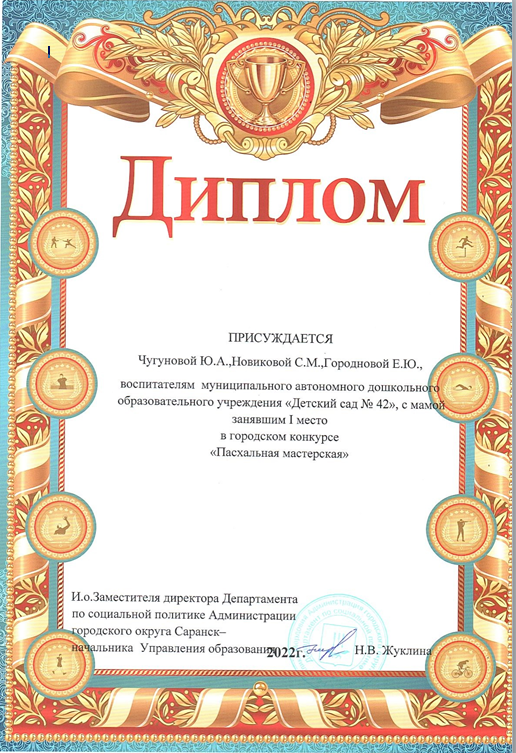 I
Диплом
ПРИСУЖДАЕТСЯ
Чугуновой Ю.А.,Новиковой С.М.,Городновой Е.Ю.,
воспитателям муниципального автономного дошкольного
образовательного учреждения «Детский сад № 42», с мамой
занявшим I место
в городском конкурсе
«Пасхальная мастерская»
И.о.Заместителя директора Департамента
по социальной политике Администрации
городского округа Саранск–
начальника Управления образования
2022г.
Н.В. Жуклина